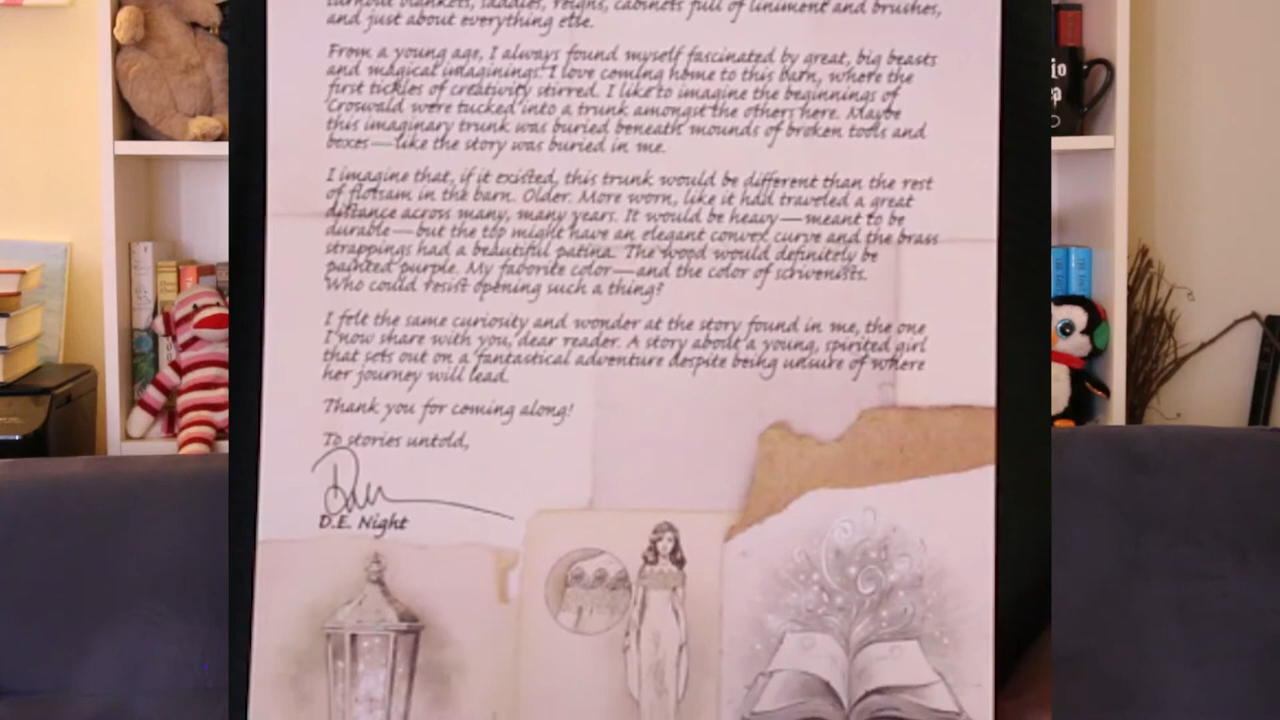 turnout blankets, saddles, reigns, cabinets full of liniment and brushes,
and just about everything else.
From a young age, I always found myself fascinated by great, big beasts
and magical imaginings. I love coming home to this barn, where the
first tickles of creativity stirred. I like to imagine the beginnings of
Croswald were tucked into a trunk amongst the others here. Maybe
this imaginary trunk was buried beneath mounds of broken tools and
boxes—like the story was buried in me.
I imagine that, if it existed, this trunk would be different than the rest
of flotsam in the barn. Older. More worn, like it had traveled a great
distance across many, many years. It would be heavy—meant to be
durable—but the top might have an elegant convex curve and the brass
strappings had a beautiful patina. The wood would definitely be
painted purple. My favorite color—and the color of scrivenists.
Who could resist opening such a thing?
I felt the same curiosity and wonder at the story found in me, the one
I now share with you, dear reader. A story about a young, spirited girl
that sets out on a fantastical adventure despite being unsure of where
her journey will lead.
Thank you for coming along!
To stories untold,
D.E. Night